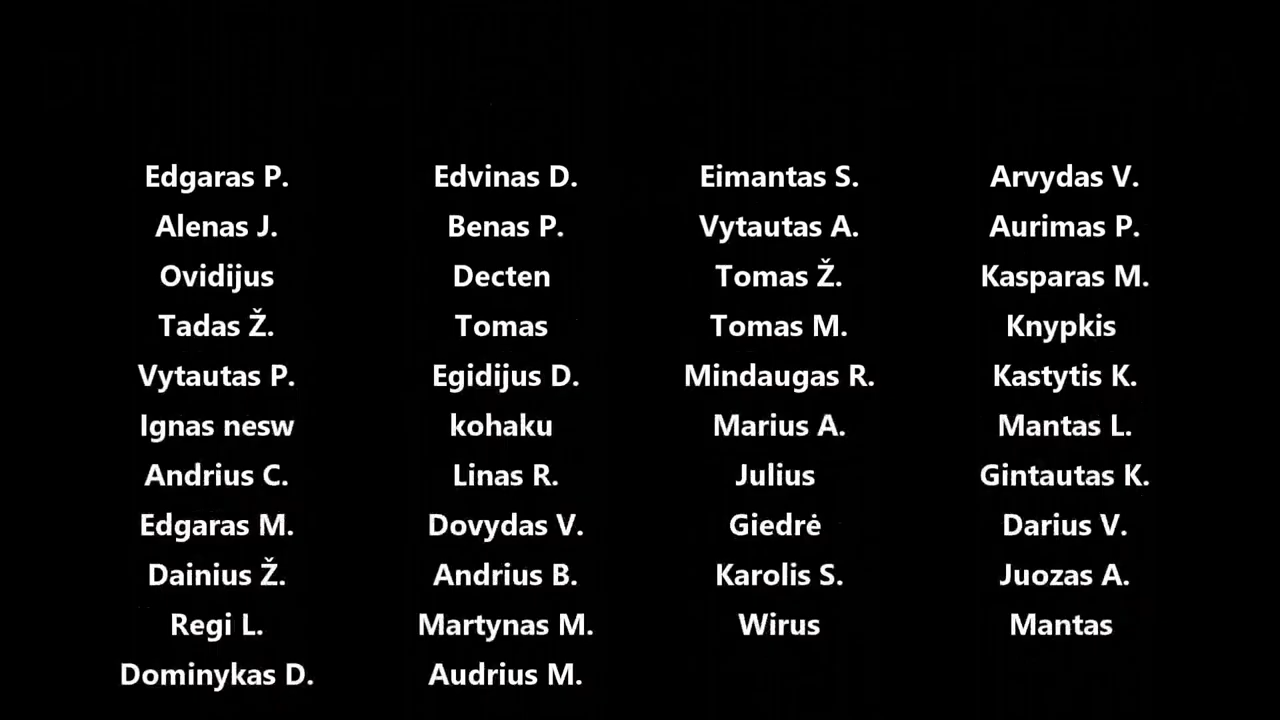 Edgaras P. Edvinas D. Eimantas S. Arvydas V.
Alenas J. Benas P. Vytautas A. Aurimas P.
Ovidijus Decten Tomas Ž. Kasparas M.
Tadas Ž. Tomas Tomas M. Knypkis
Vytautas P. Egidijus D. Mindaugas R. Kastytis K.
Ignas nesw kohaku Marius A. Mantas L.
Andrius C. Linas R. Julius Gintautas K.
Edgaras M. Dovydas V. Giedrė Darius V.
Dainius Ž. Andrius B. Karolis S. Juozas A.
Regi L. Martynas M. Wirus Mantas
Dominykas D. Audrius M.